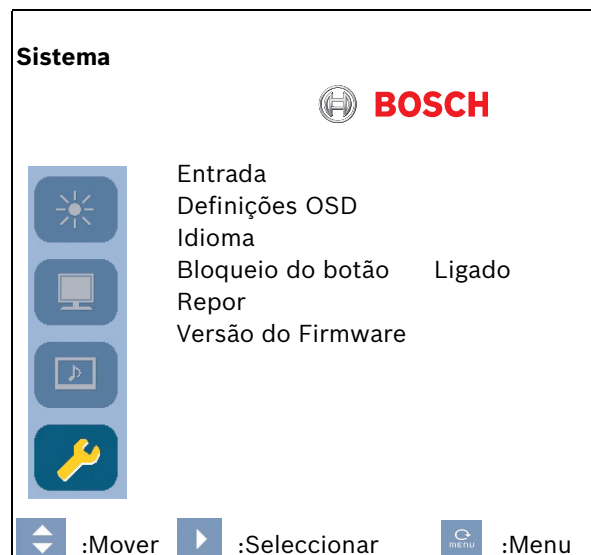 Sistema
BOSCH
Entrada
Definições OSD
Idioma
Bloqueio do botão Ligado
Repor
Versão do Firmware
:Mover :Seleccionar MENU :Menu